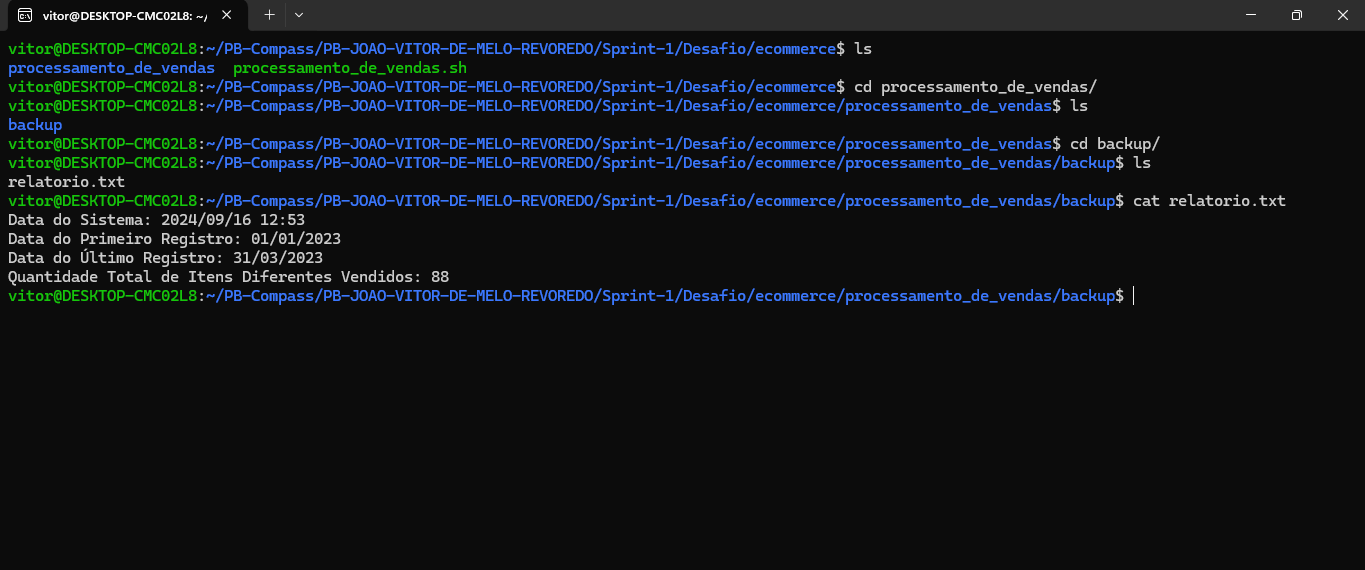 vitor@DESKTOP-CMC02L8: ~/
vitor@DESKTOP-CMC02L8:~/PB-Compass/PB-JOAO-VITOR-DE-MELO-REVOREDO/Sprint-1/Desafio/ecommerce$ ls
processamento_de_vendas  processamento_de_vendas.sh
vitor@DESKTOP-CMC02L8:~/PB-Compass/PB-JOAO-VITOR-DE-MELO-REVOREDO/Sprint-1/Desafio/ecommerce$ cd processamento_de_vendas/
vitor@DESKTOP-CMC02L8:~/PB-Compass/PB-JOAO-VITOR-DE-MELO-REVOREDO/Sprint-1/Desafio/ecommerce/processamento_de_vendas$ ls
backup
vitor@DESKTOP-CMC02L8:~/PB-Compass/PB-JOAO-VITOR-DE-MELO-REVOREDO/Sprint-1/Desafio/ecommerce/processamento_de_vendas$ cd backup/
vitor@DESKTOP-CMC02L8:~/PB-Compass/PB-JOAO-VITOR-DE-MELO-REVOREDO/Sprint-1/Desafio/ecommerce/processamento_de_vendas/backup$ ls
relatorio.txt
vitor@DESKTOP-CMC02L8:~/PB-Compass/PB-JOAO-VITOR-DE-MELO-REVOREDO/Sprint-1/Desafio/ecommerce/processamento_de_vendas/backup$ cat relatorio.txt
Data do Sistema: 2024/09/16 12:53
Data do Primeiro Registro: 01/01/2023
Data do Último Registro: 31/03/2023
Quantidade Total de Itens Diferentes Vendidos: 88
vitor@DESKTOP-CMC02L8:~/PB-Compass/PB-JOAO-VITOR-DE-MELO-REVOREDO/Sprint-1/Desafio/ecommerce/processamento_de_vendas/backup$